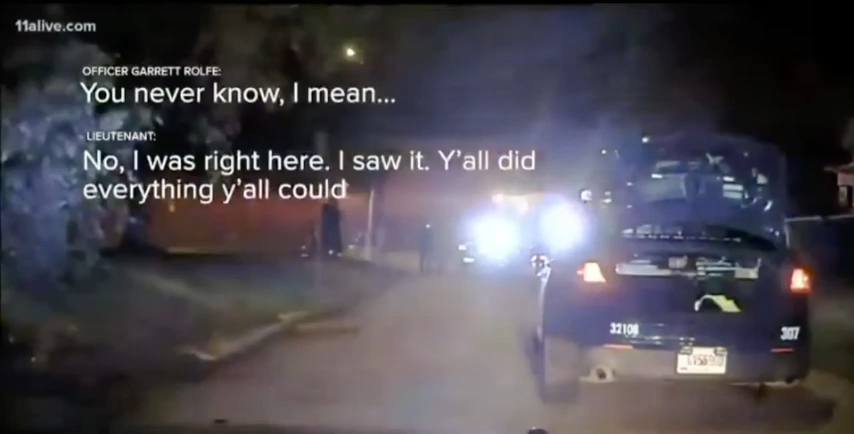 11alive.com
OFFICER GARRETT ROLFE:
You never know, I mean...
LIEUTENANT:
No, I was right here. I saw it. Y'all did
everything y'all could
32108
307